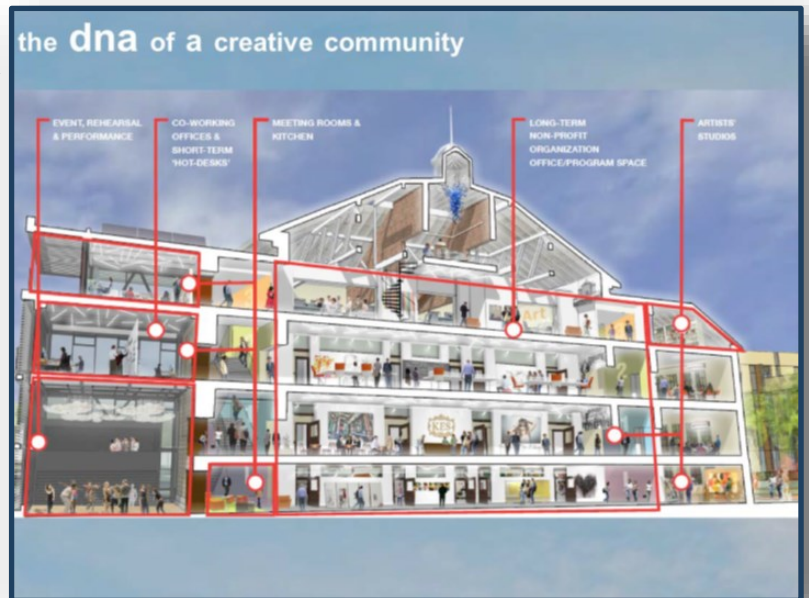 the dna of a creative community
EVENT, REHEARSAL
& PERFORMANCE
CO-WORKING
OFFICES &
SHORT-TERM
'HOT-DESKS'
MEETING ROOMS &
KITCHEN
LONG-TERM
NON-PROFIT
ORGANIZATION
OFFICE/PROGRAM SPACE
ARTISTS'
STUDIOS
Art